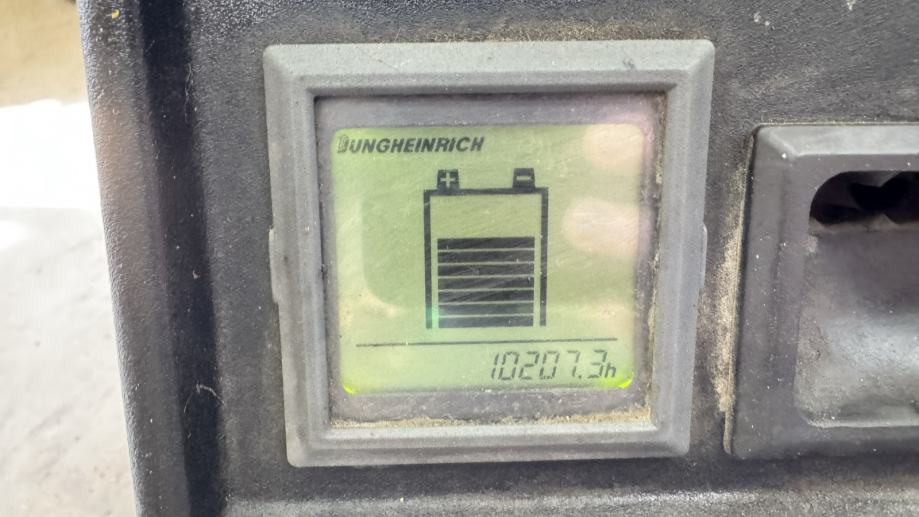 JUNGHEINRICH
+ -
10207.3h